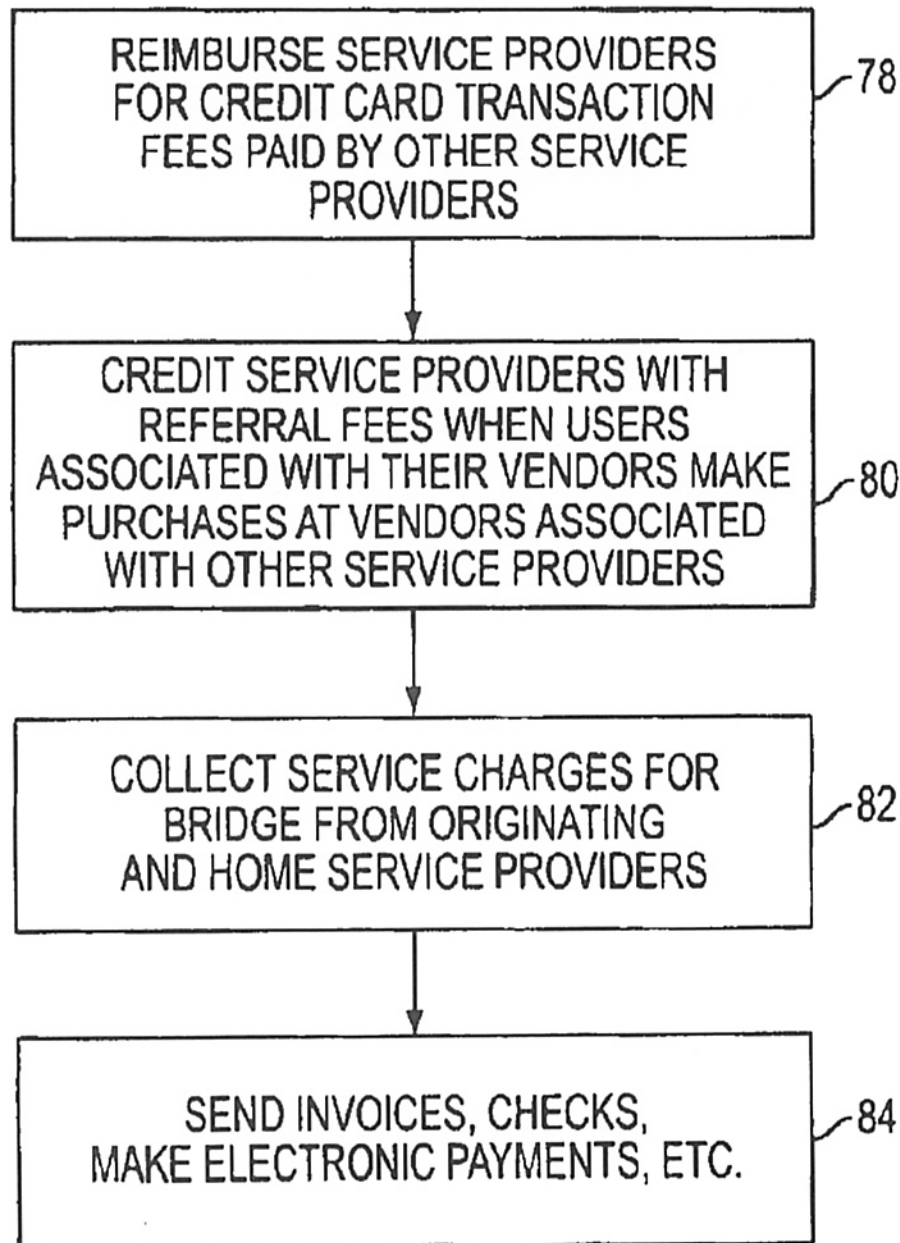 REIMBURSE SERVICE PROVIDERS
FOR CREDIT CARD TRANSACTION
FEES PAID BY OTHER SERVICE
PROVIDERS
78
CREDIT SERVICE PROVIDERS WITH
REFERRAL FEES WHEN USERS
ASSOCIATED WITH THEIR VENDORS MAKE
PURCHASES AT VENDORS ASSOCIATED
WITH OTHER SERVICE PROVIDERS
80
COLLECT SERVICE CHARGES FOR
BRIDGE FROM ORIGINATING
AND HOME SERVICE PROVIDERS
82
SEND INVOICES, CHECKS,
MAKE ELECTRONIC PAYMENTS, ETC.
84